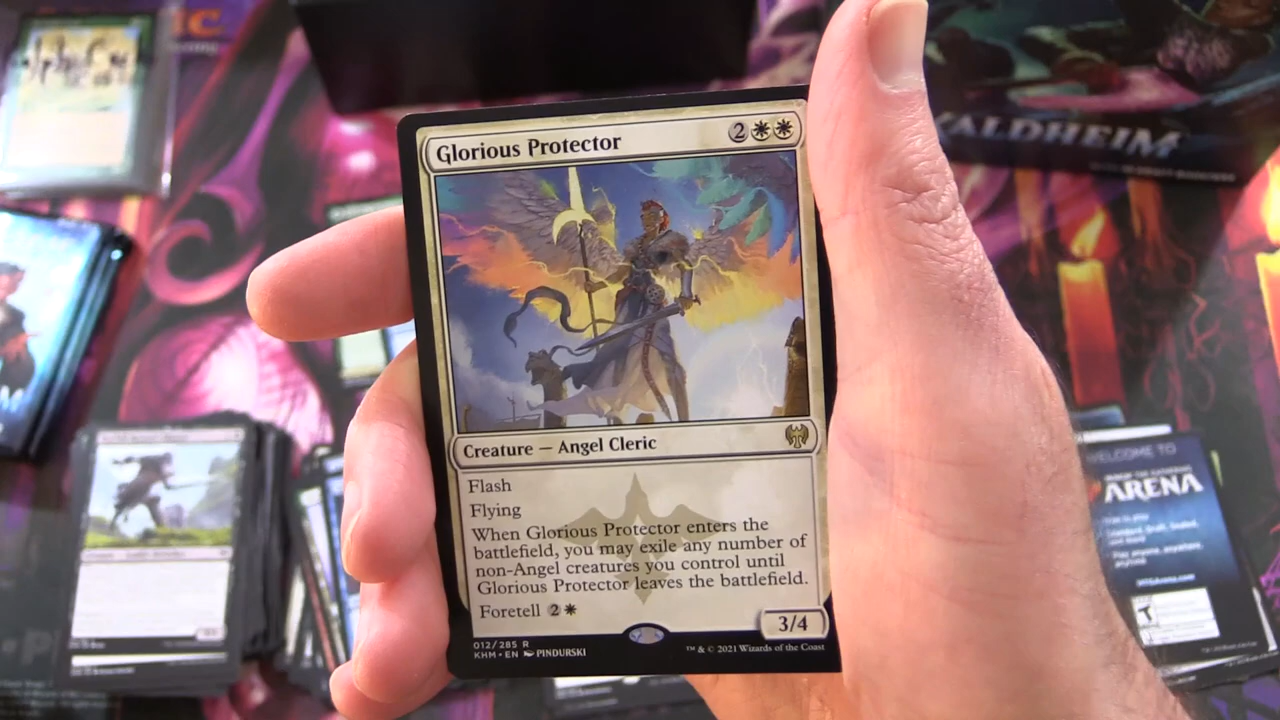 Glorious Protector 2
Creature — Angel Cleric
Flash
Flying
When Glorious Protector enters the
battlefield, you may exile any number of
non-Angel creatures you control until
Glorious Protector leaves the battlefield.
Foretell 2
3/4
012/285 R
KHM • EN PINDURSKI
™ & © 2021 Wizards of the Coast
VALDHEIM
WELCOME TO
ARENA